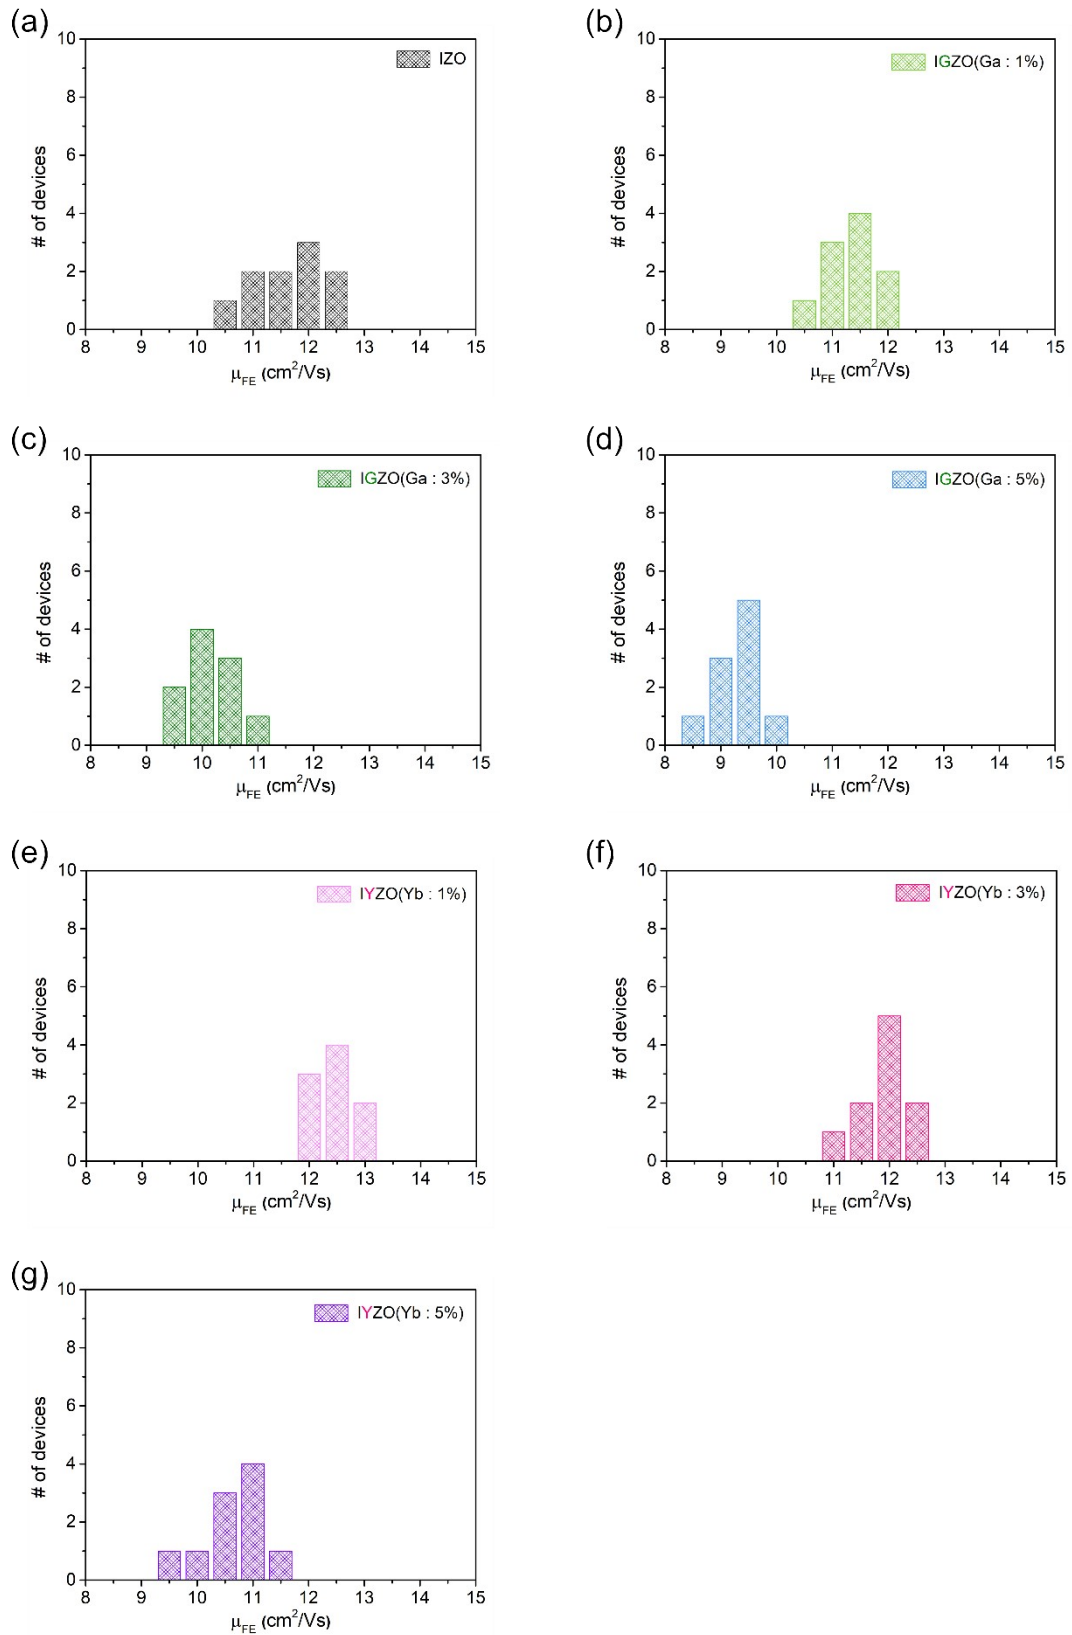 (a)
10
8
6
4
2
0
# of devices
IZO
8 9 10 11 12 13 14 15
μFE (cm2/Vs)
(b)
10
8
6
4
2
0
# of devices
IGZO(Ga : 1%)
8 9 10 11 12 13 14 15
μFE (cm2/Vs)
(c)
10
8
6
4
2
0
# of devices
IGZO(Ga : 3%)
8 9 10 11 12 13 14 15
μFE (cm2/Vs)
(d)
10
8
6
4
2
0
# of devices
IGZO(Ga : 5%)
8 9 10 11 12 13 14 15
μFE (cm2/Vs)
(e)
10
8
6
4
2
0
# of devices
IYZO(Yb : 1%)
8 9 10 11 12 13 14 15
μFE (cm2/Vs)
(f)
10
8
6
4
2
0
# of devices
IYZO(Yb : 3%)
8 9 10 11 12 13 14 15
μFE (cm2/Vs)
(g)
10
8
6
4
2
0
# of devices
IYZO(Yb : 5%)
8 9 10 11 12 13 14 15
μFE (cm2/Vs)